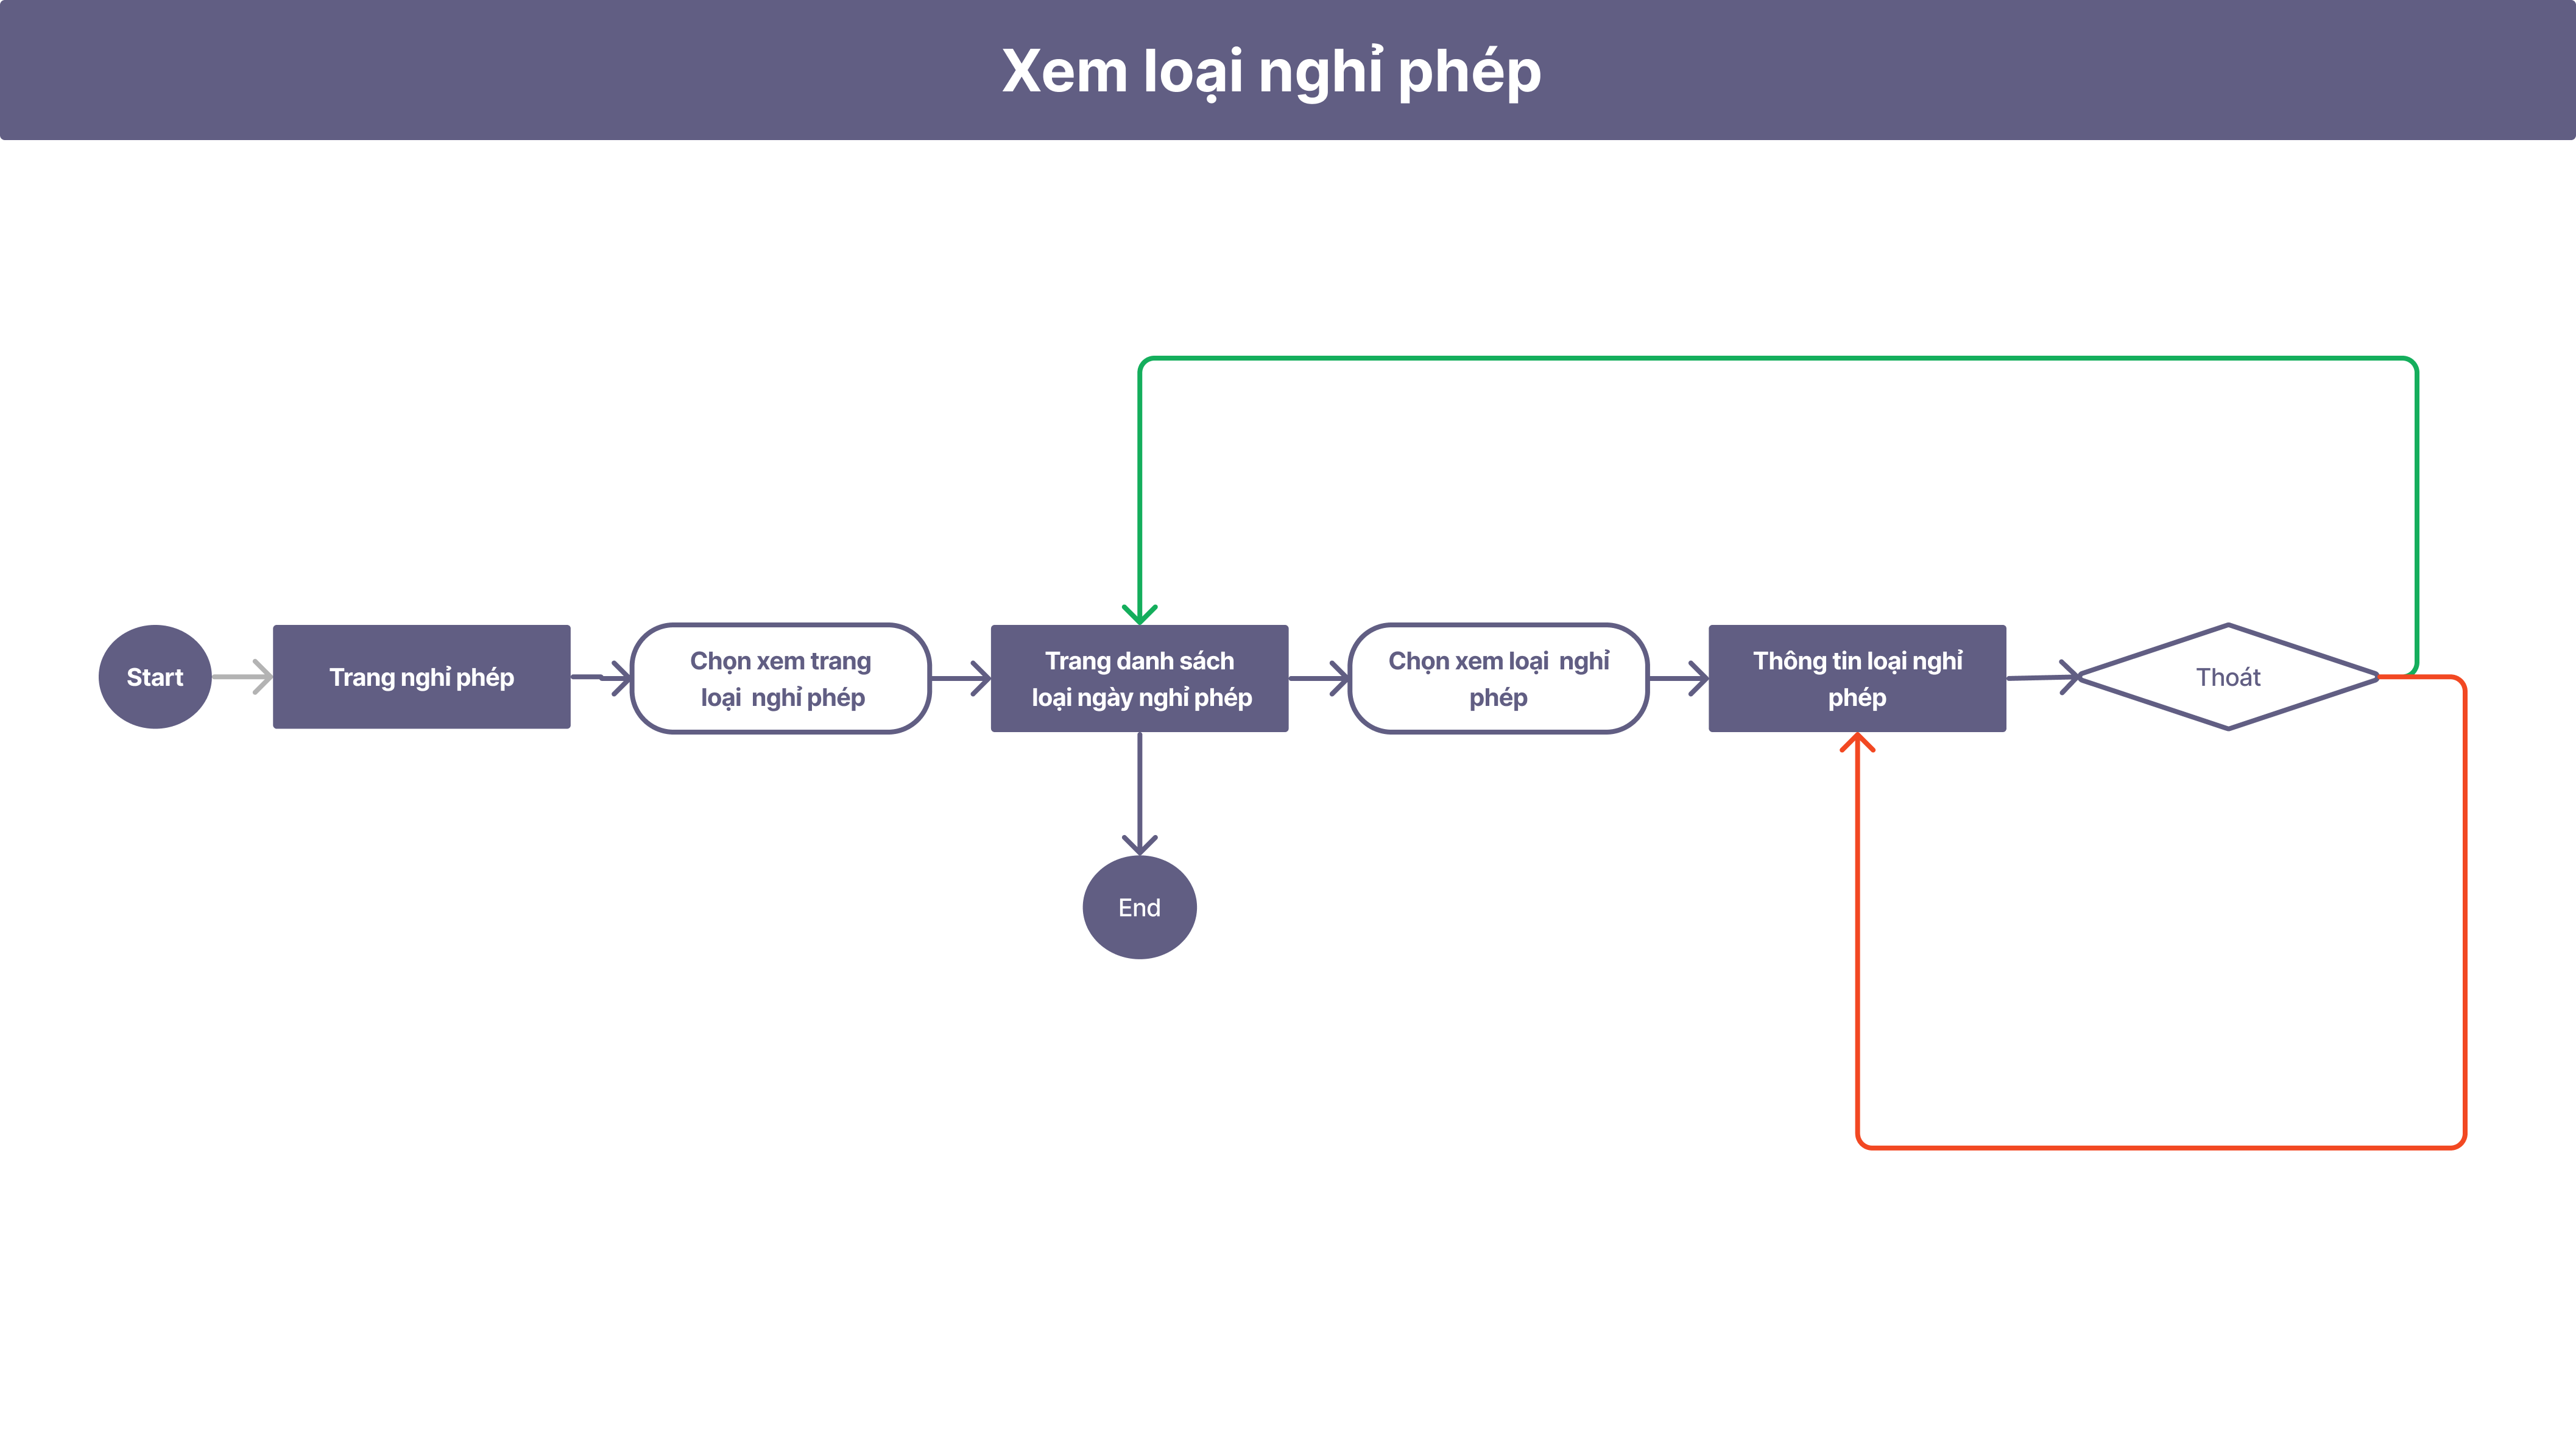 Xem loại nghỉ phép
Start
Trang nghỉ phép
Chọn xem trang
loại  nghỉ phép
Trang danh sách
loại ngày nghỉ phép
Chọn xem loại  nghỉ
phép
Thông tin loại nghỉ
phép
Thoát
End